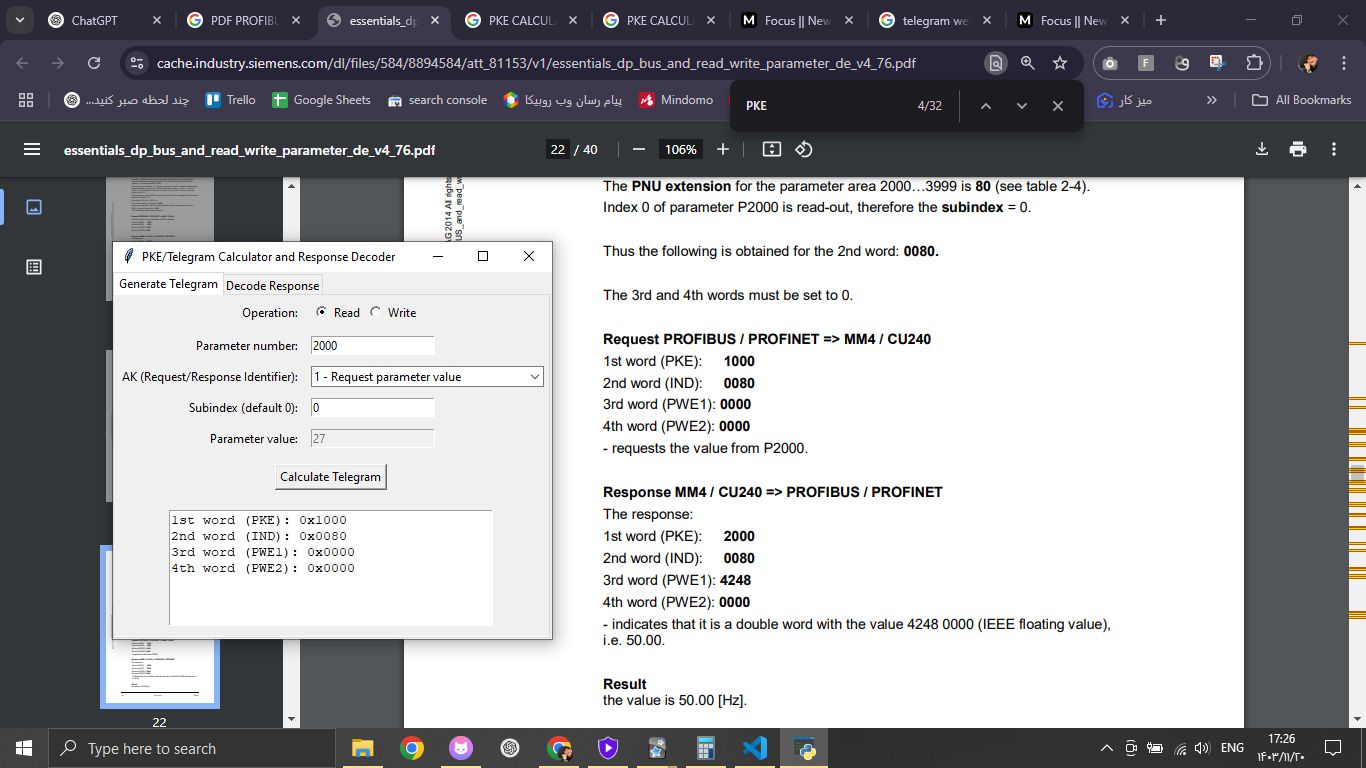 ChatGPT
PDF PROFIBU
essentials_dp
PKE CALCUL
PKE CALCUL
Focus || New
telegram we
Focus || New
cache.industry.siemens.com/dl/files/584/8894584/att_81153/v1/essentials_dp_bus_and_read_write_parameter_de_v4_76.pdf
چند لحظه صبر کنید...
Trello
Google Sheets
search console
پیام رسان وب روبیکا
Mindomo
PKE
4/32
میز کار
»
All Bookmarks
essentials_dp_bus_and_read_write_parameter_de_v4_76.pdf
22 / 40
106%
The PNU extension for the parameter area 2000…3999 is 80 (see table 2-4).
Index 0 of parameter P2000 is read-out, therefore the subindex = 0.
Thus the following is obtained for the 2nd word: 0080.
The 3rd and 4th words must be set to 0.
Request PROFIBUS / PROFINET => MM4 / CU240
1st word (PKE): 1000
2nd word (IND): 0080
3rd word (PWE1): 0000
4th word (PWE2): 0000
- requests the value from P2000.
Response MM4 / CU240 => PROFIBUS / PROFINET
The response:
1st word (PKE): 2000
2nd word (IND): 0080
3rd word (PWE1): 4248
4th word (PWE2): 0000
- indicates that it is a double word with the value 4248 0000 (IEEE floating value),
i.e. 50.00.
Result
the value is 50.00 [Hz].
AG 2014 All rights
US_and_read_w
PKE/Telegram Calculator and Response Decoder
Generate Telegram
Decode Response
Operation:
Read
Write
Parameter number:
2000
AK (Request/Response Identifier):
1 - Request parameter value
Subindex (default 0):
0
Parameter value:
27
Calculate Telegram
1st word (PKE): 0x1000
2nd word (IND): 0x0080
3rd word (PWE1): 0x0000
4th word (PWE2): 0x0000
22
Type here to search
ENG
17:26
۱۴۰۳/۱۱/۲۰